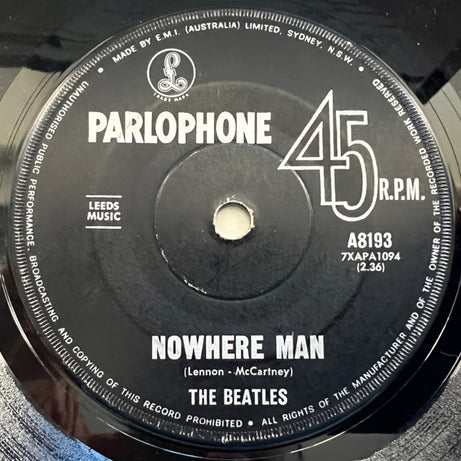 MADE BY E.M.I. (AUSTRALIA) LIMITED, SYDNEY, N.S.W. • ALL RIGHTS OF THE MANUFACTURER AND OF THE OWNER OF THE RECORDED WORK RESERVED
UNAUTHORISED PUBLIC PERFORMANCE, BROADCASTING AND COPYING OF THIS RECORD PROHIBITED •
£
TRADE MARK
PARLOPHONE
45
R.P.M.
LEEDS
MUSIC
A8193
7XAPA1094
(2.36)
NOWHERE MAN
(Lennon - McCartney)
THE BEATLES